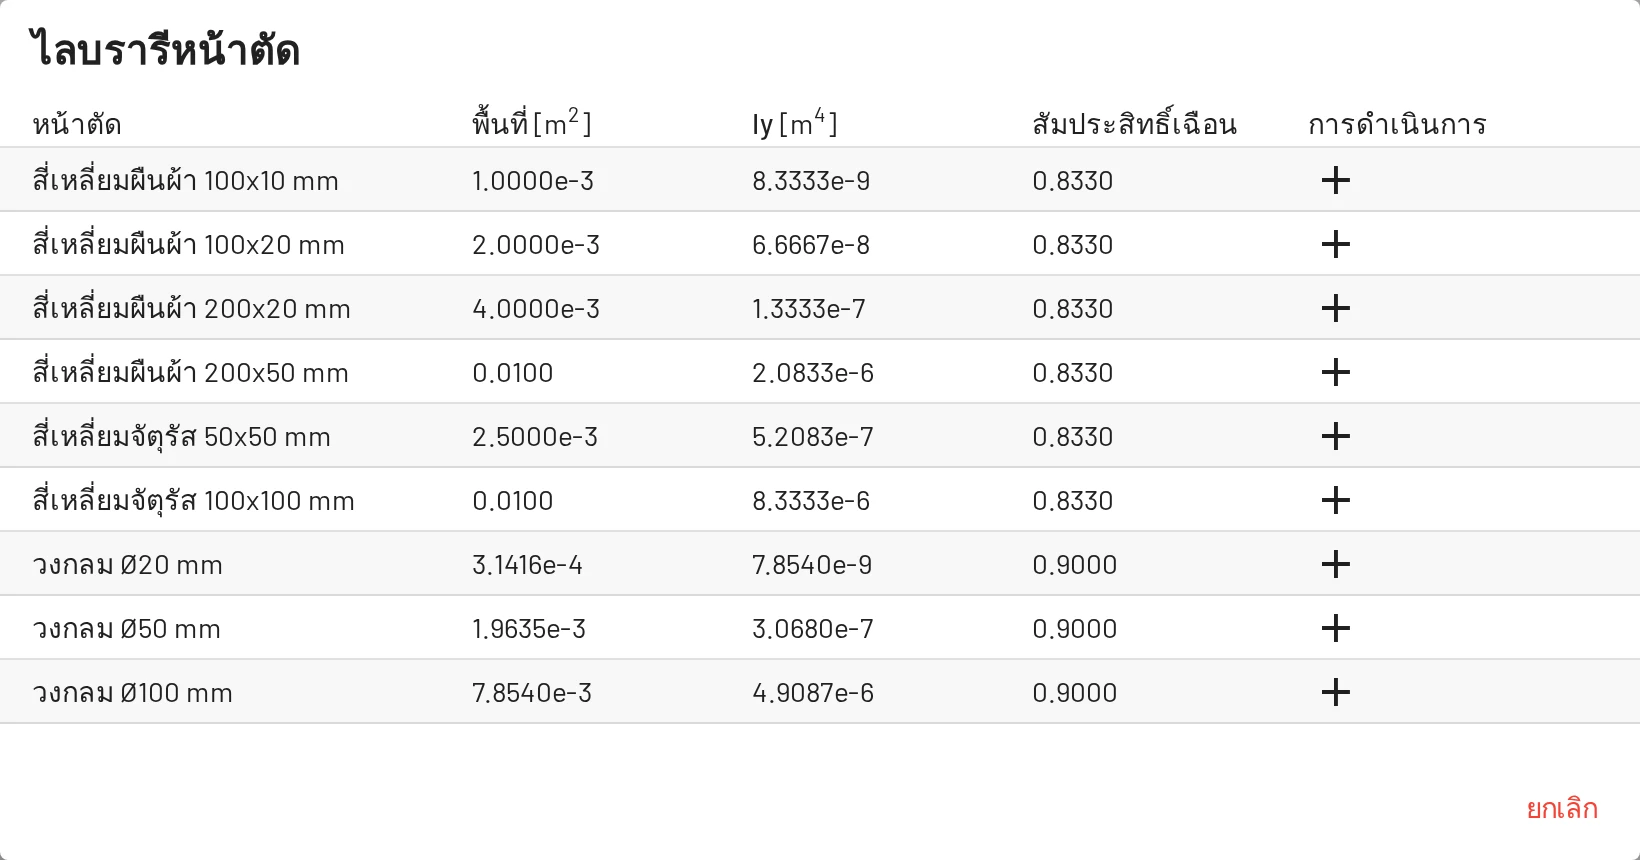 ไลบรารีหน้าตัด
หน้าตัด พื้นที่ [m²] Iy [m⁴] สัมประสิทธิ์เฉือน การดำเนินการ
สี่เหลี่ยมผืนผ้า 100x10 mm 1.0000e-3 8.3333e-9 0.8330 +
สี่เหลี่ยมผืนผ้า 100x20 mm 2.0000e-3 6.6667e-8 0.8330 +
สี่เหลี่ยมผืนผ้า 200x20 mm 4.0000e-3 1.3333e-7 0.8330 +
สี่เหลี่ยมผืนผ้า 200x50 mm 0.0100 2.0833e-6 0.8330 +
สี่เหลี่ยมจัตุรัส 50x50 mm 2.5000e-3 5.2083e-7 0.8330 +
สี่เหลี่ยมจัตุรัส 100x100 mm 0.0100 8.3333e-6 0.8330 +
วงกลม Ø20 mm 3.1416e-4 7.8540e-9 0.9000 +
วงกลม Ø50 mm 1.9635e-3 3.0680e-7 0.9000 +
วงกลม Ø100 mm 7.8540e-3 4.9087e-6 0.9000 +
ยกเลิก